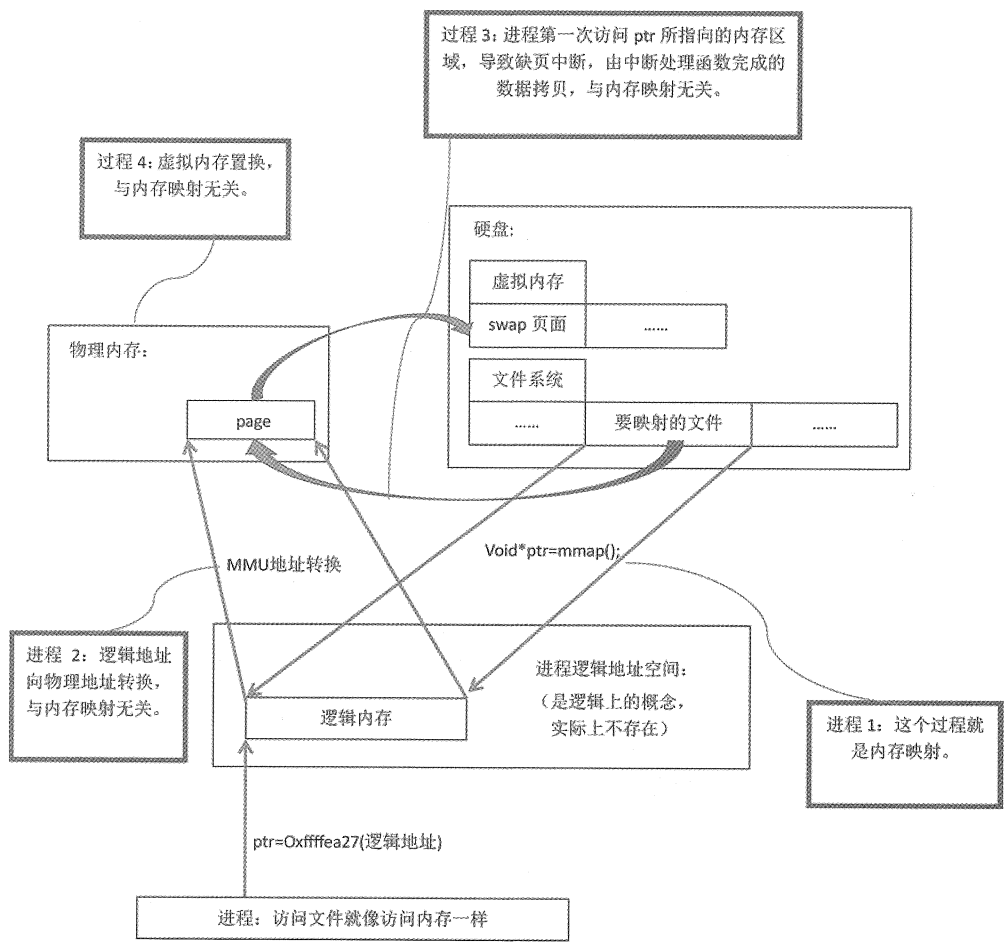 过程 3：进程第一次访问 ptr 所指向的内存区
域，导致缺页中断，由中断处理函数完成的
数据拷贝，与内存映射无关。
过程 4：虚拟内存置换，
与内存映射无关。
硬盘:
虚拟内存
swap 页面
……
物理内存：
文件系统
page
……
要映射的文件
……
Void*ptr=mmap();
MMU地址转换
进程 2：逻辑地址
向物理地址转换，
与内存映射无关。
进程逻辑地址空间：
（是逻辑上的概念，
实际上不存在）
逻辑内存
进程 1：这个过程就
是内存映射。
ptr=0xffffea27(逻辑地址)
进程：访问文件就像访问内存一样